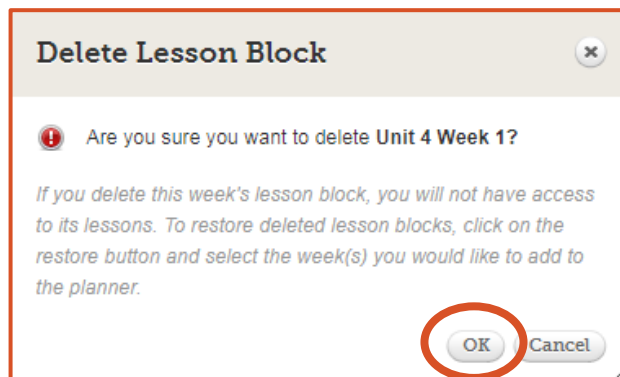 Delete Lesson Block
Are you sure you want to delete Unit 4 Week 1?
If you delete this week's lesson block, you will not have access
to its lessons. To restore deleted lesson blocks, click on the
restore button and select the week(s) you would like to add to
the planner.
OK Cancel